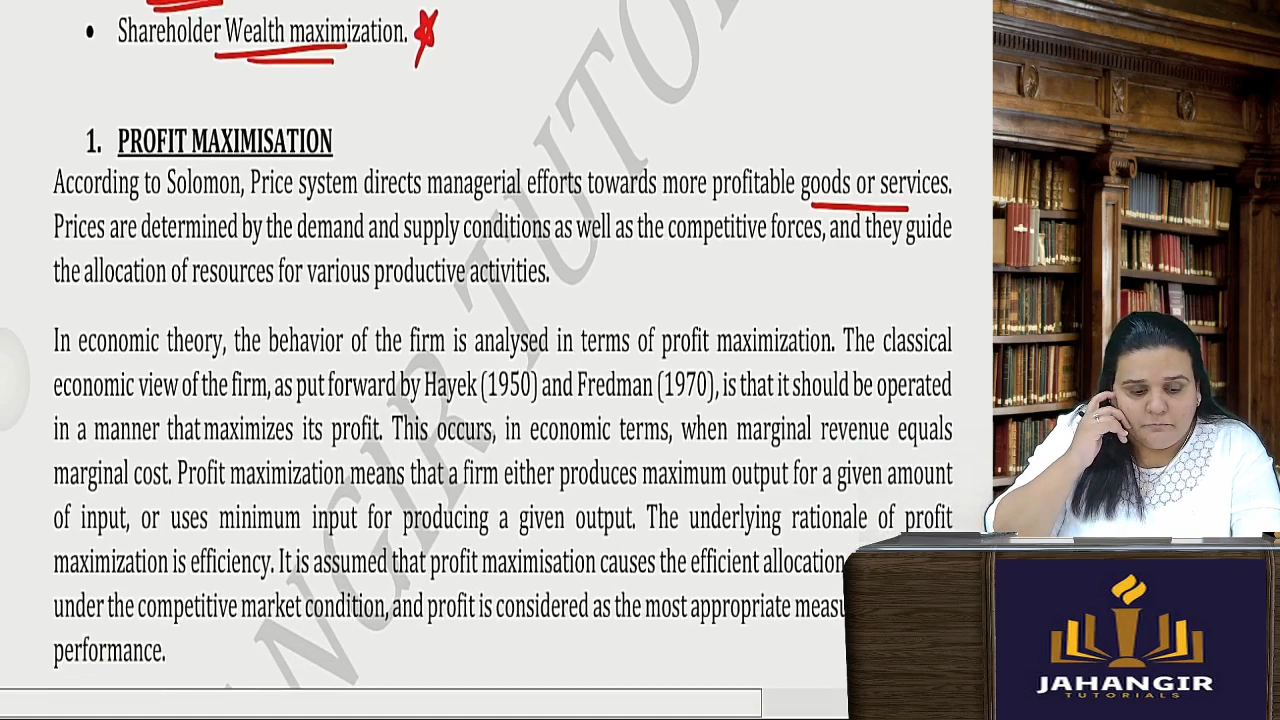 • Shareholder Wealth maximization.
1. PROFIT MAXIMISATION
According to Solomon, Price system directs managerial efforts towards more profitable goods or services.
Prices are determined by the demand and supply conditions as well as the competitive forces, and they guide
the allocation of resources for various productive activities.
In economic theory, the behavior of the firm is analysed in terms of profit maximization. The classical
economic view of the firm, as put forward by Hayek (1950) and Fredman (1970), is that it should be operated
in a manner that maximizes its profit. This occurs, in economic terms, when marginal revenue equals
marginal cost. Profit maximization means that a firm either produces maximum output for a given amount
of input, or uses minimum input for producing a given output. The underlying rationale of profit
maximization is efficiency. It is assumed that profit maximisation causes the efficient allocation
under the competitive market condition, and profit is considered as the most appropriate
performance.
JAHANGIR
TUTORIALS